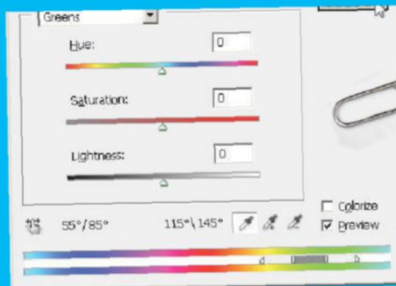 Greens
Hue: 0
Saturation: 0
Lightness: 0
Colorize
55°/85° 115°\145° Preview